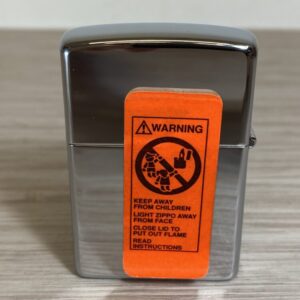 ⚠WARNING
KEEP AWAY
FROM CHILDREN
LIGHT ZIPPO AWAY
FROM FACE
CLOSE LID TO
PUT OUT FLAME
READ
INSTRUCTIONS